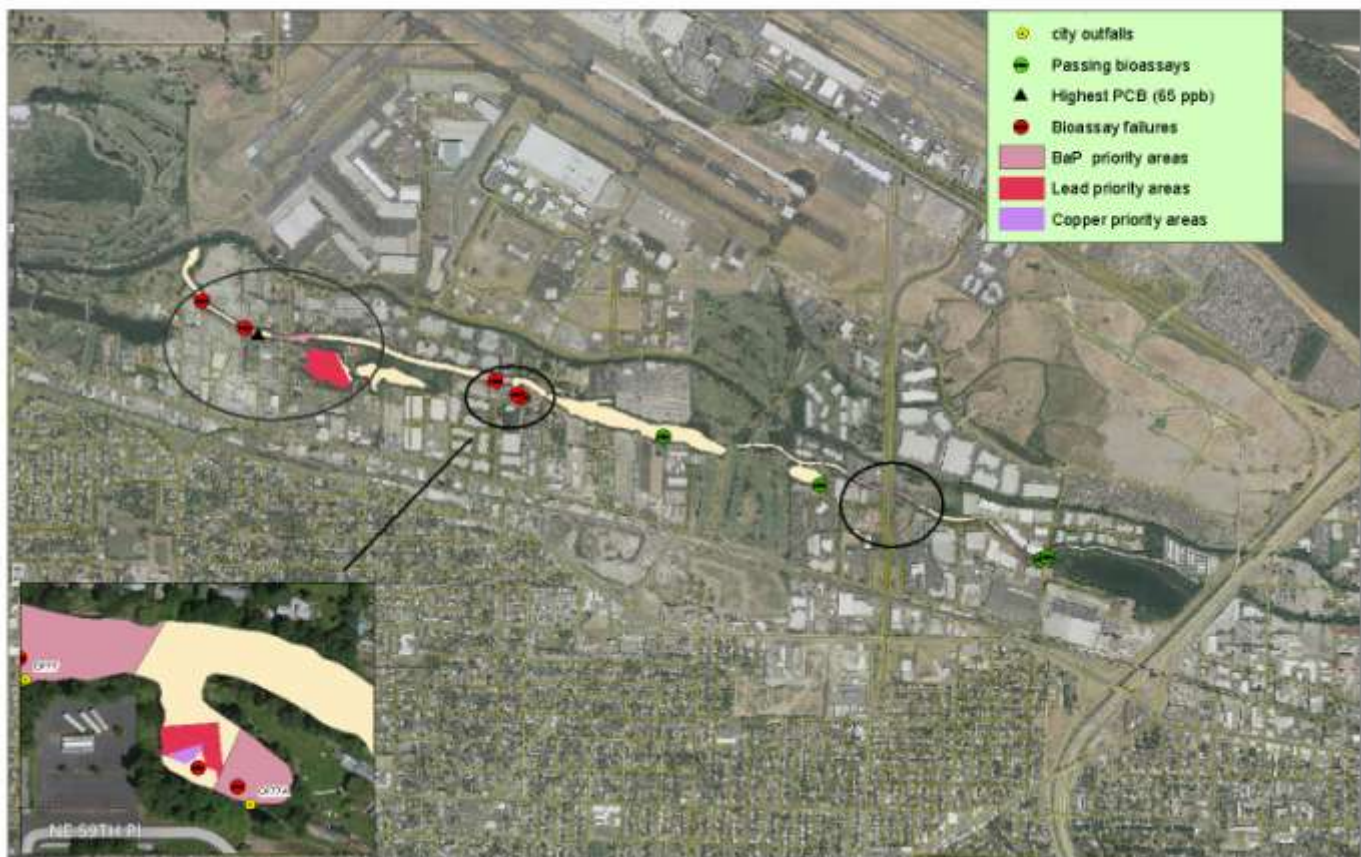 city outfalls
Passing bioassays
Highest PCB (65 ppb)
Bioassay failures
BaP priority areas
Lead priority areas
Copper priority areas
NE 59TH Pl